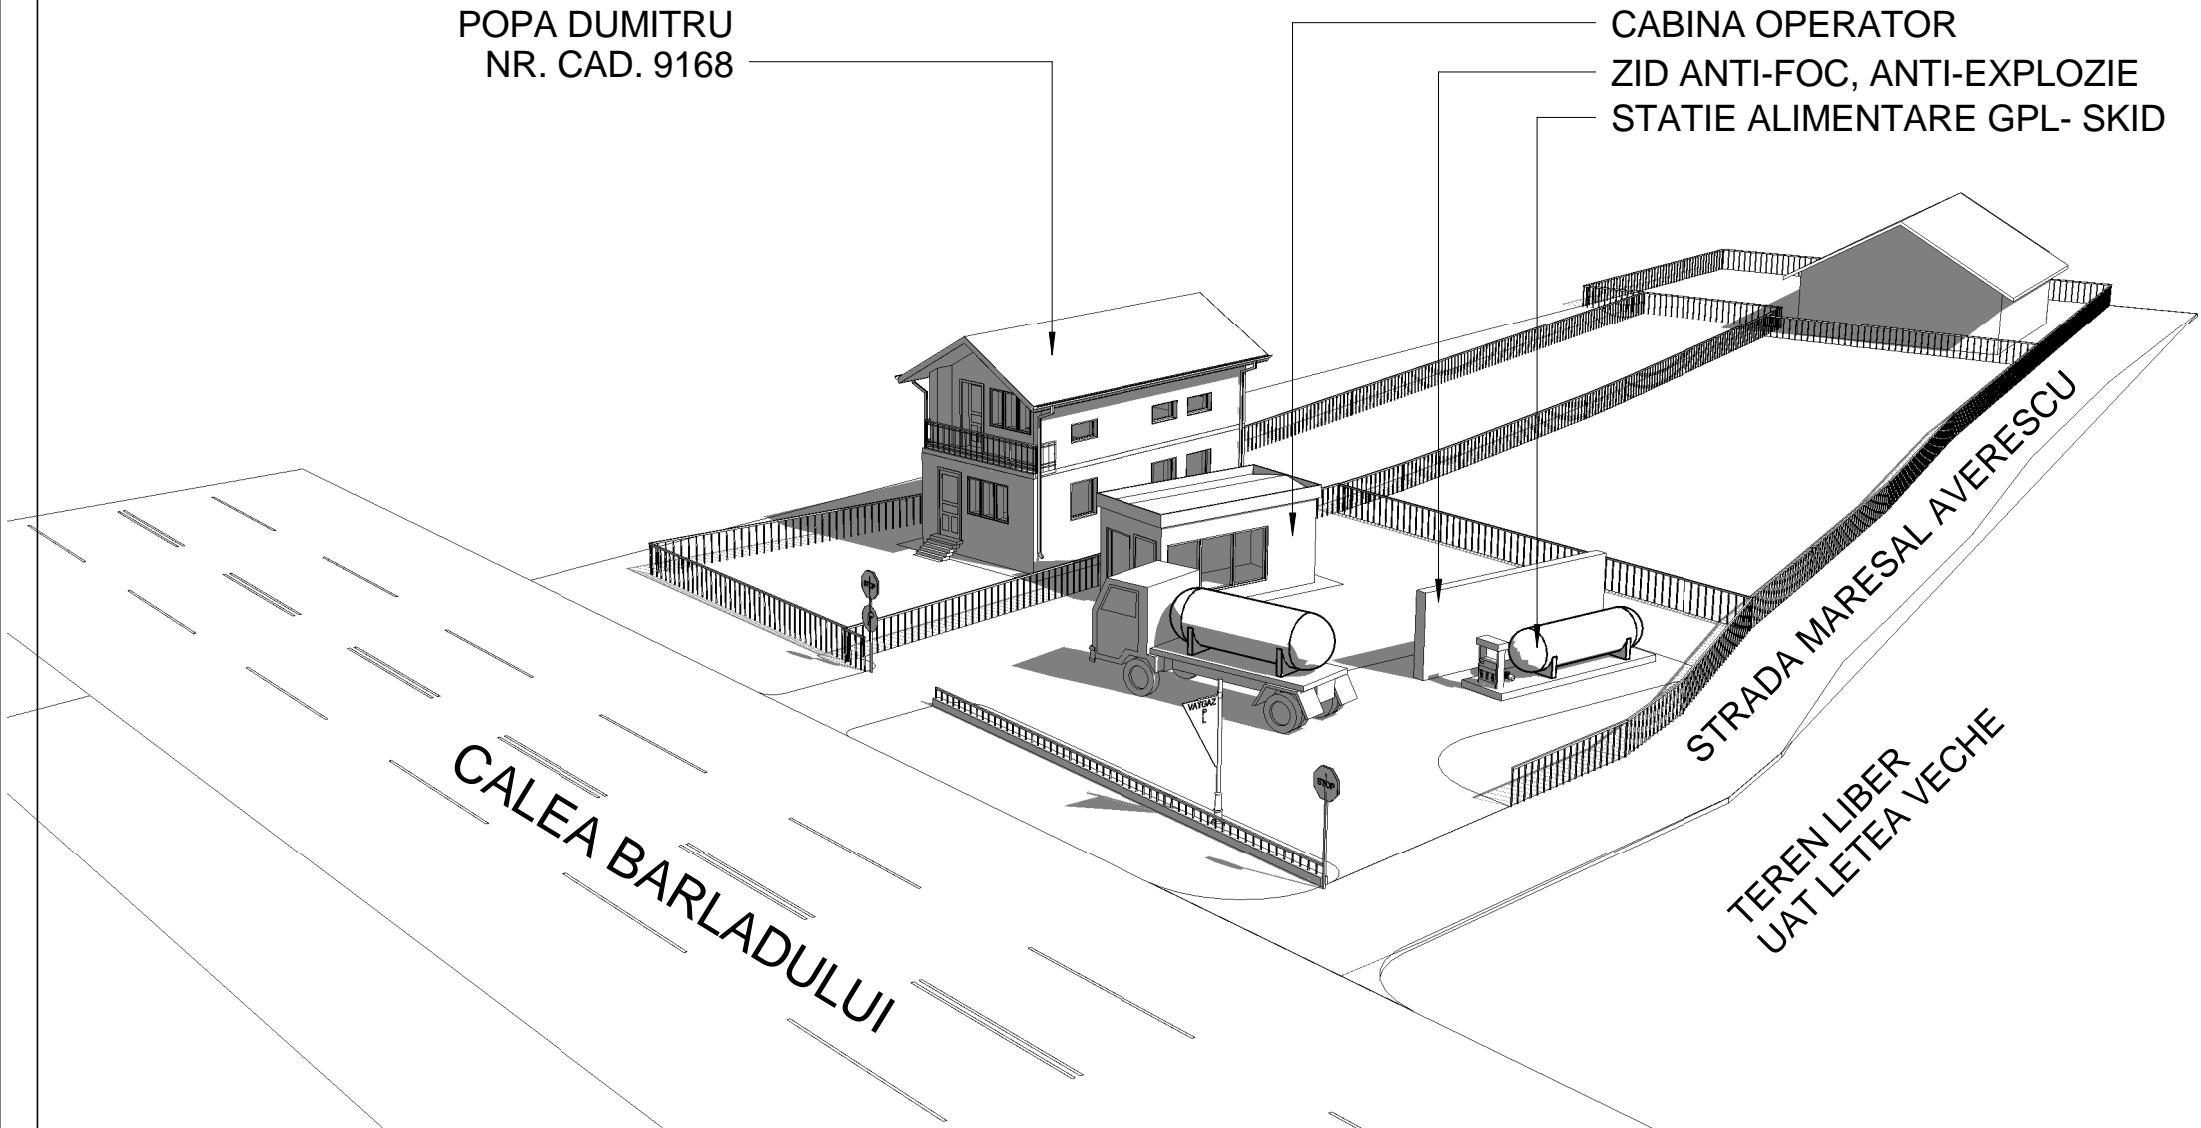 POPA DUMITRU
NR. CAD. 9168
CABINA OPERATOR
ZID ANTI-FOC, ANTI-EXPLOZIE
STATIE ALIMENTARE GPL- SKID
STRADA MARESAL AVERESCU
TEREN LIBER
UAT LETEA VECHE
CALEA BARLADULUI
STOP
VATGAZ
STOP